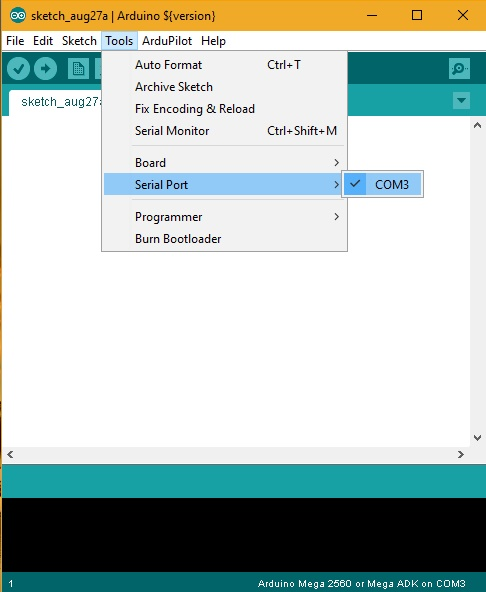 sketch_aug27a | Arduino ${version}
File Edit Sketch Tools ArduPilot Help
sketch_aug27a
Auto Format Ctrl+T
Archive Sketch
Fix Encoding & Reload
Serial Monitor Ctrl+Shift+M
Board
Serial Port COM3
Programmer
Burn Bootloader
1 Arduino Mega 2560 or Mega ADK on COM3